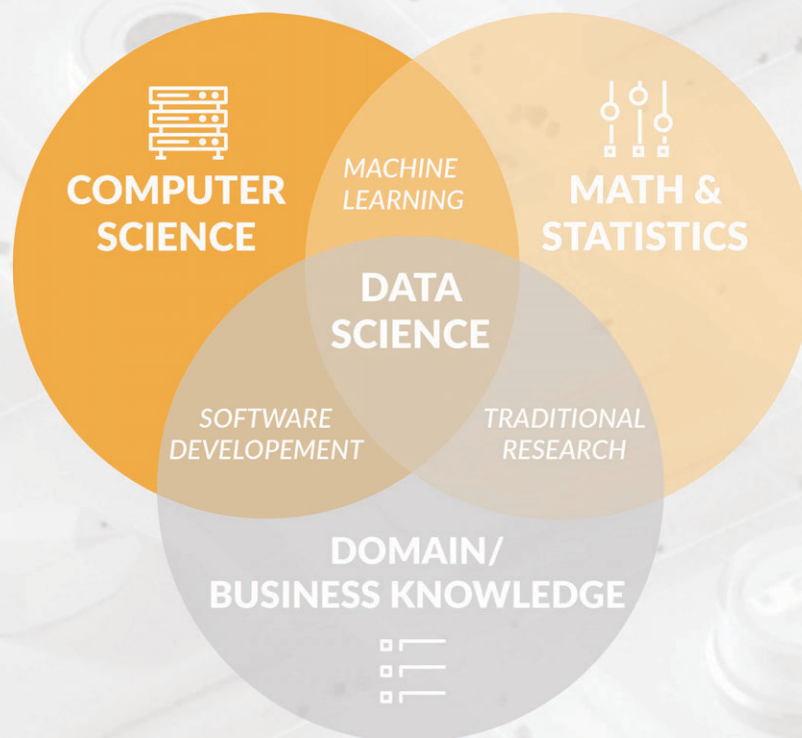 COMPUTER
SCIENCE
MACHINE
LEARNING
MATH &
STATISTICS
DATA
SCIENCE
SOFTWARE
DEVELOPEMENT
TRADITIONAL
RESEARCH
DOMAIN/
BUSINESS KNOWLEDGE